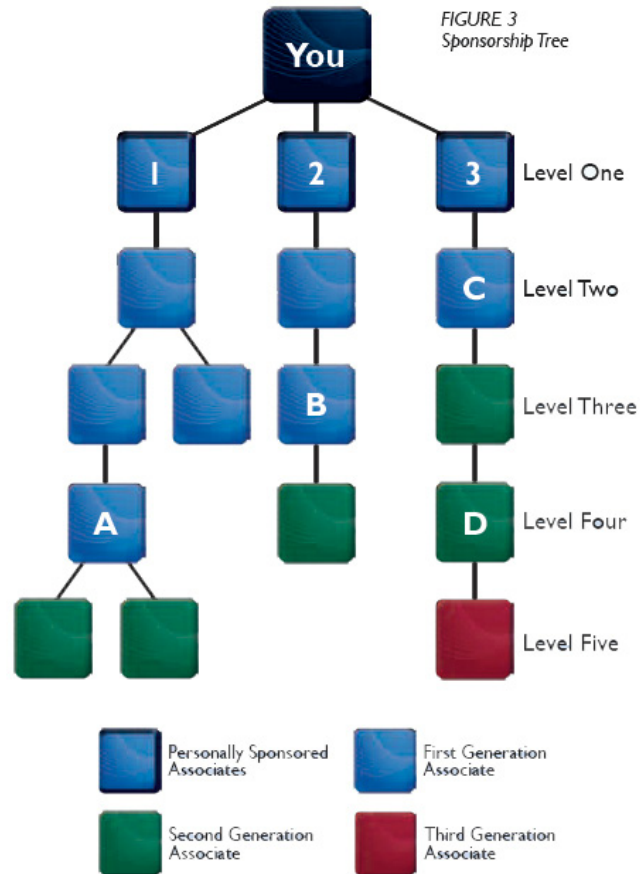 FIGURE 3
Sponsorship Tree
You
1 2 3 Level One
C Level Two
B Level Three
A D Level Four
Level Five
Personally Sponsored
Associates
First Generation
Associate
Second Generation
Associate
Third Generation
Associate